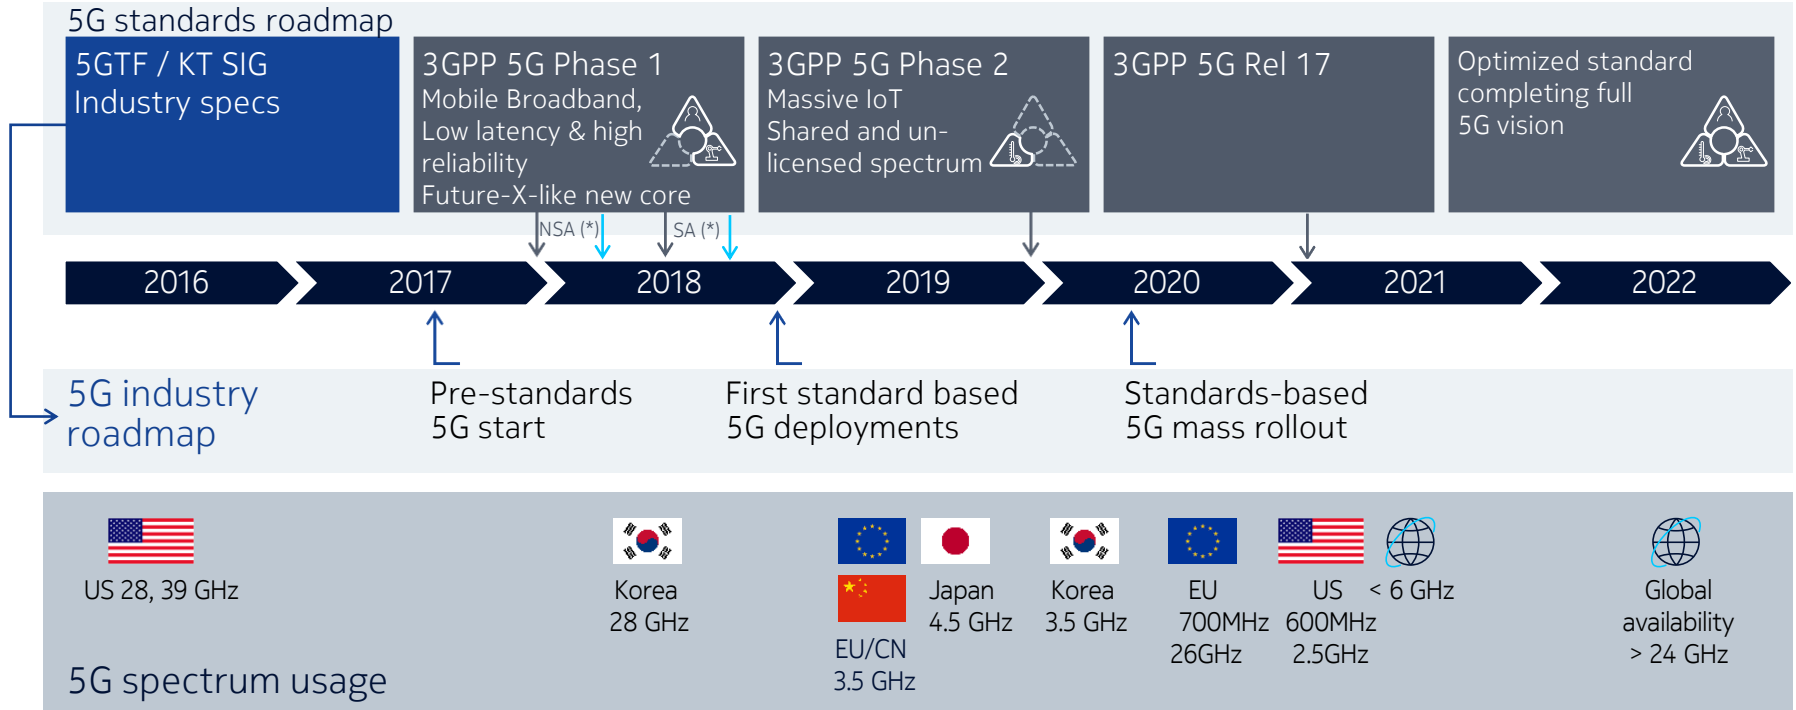 5G standards roadmap
5GTF / KT SIG
Industry specs
3GPP 5G Phase 1
Mobile Broadband,
Low latency & high
reliability
Future-X-like new core
3GPP 5G Phase 2
Massive IoT
Shared and un-
licensed spectrum
3GPP 5G Rel 17
Optimized standard
completing full
5G vision
NSA (*)
SA (*)
2016
2017
2018
2019
2020
2021
2022
5G industry
roadmap
Pre-standards
5G start
First standard based
5G deployments
Standards-based
5G mass rollout
US 28, 39 GHz
Korea
28 GHz
EU/CN
3.5 GHz
Japan
4.5 GHz
Korea
3.5 GHz
EU
700MHz
26GHz
US
600MHz
2.5GHz
< 6 GHz
Global
availability
> 24 GHz
5G spectrum usage